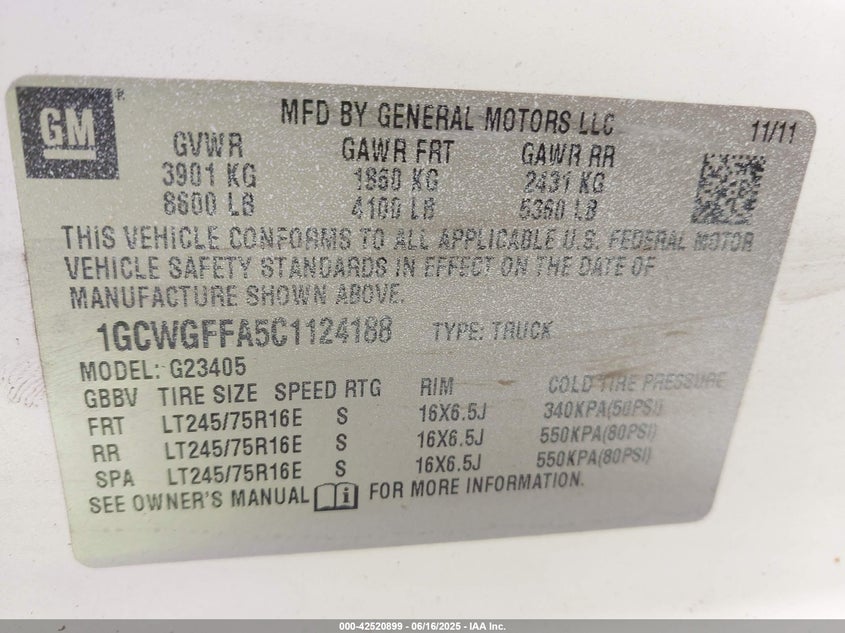 GM
MFD BY GENERAL MOTORS LLC
11/11
GVWR GAWR FRT GAWR RR
3901 KG 1860 KG 2431 KG
8600 LB 4100 LB 5360 LB
THIS VEHICLE CONFORMS TO ALL APPLICABLE U.S. FEDERAL MOTOR
VEHICLE SAFETY STANDARDS IN EFFECT ON THE DATE OF
MANUFACTURE SHOWN ABOVE.
1GCWGFFA5C1124188 TYPE: TRUCK
MODEL: G23405
GBBV TIRE SIZE SPEED RTG RIM COLD TIRE PRESSURE
FRT LT245/75R16E S 16X6.5J 340KPA(50PSI)
RR LT245/75R16E S 16X6.5J 550KPA(80PSI)
SPA LT245/75R16E S 16X6.5J 550KPA(80PSI)
SEE OWNER'S MANUAL i FOR MORE INFORMATION.
000-42520899 - 06/16/2025 - IAA Inc.